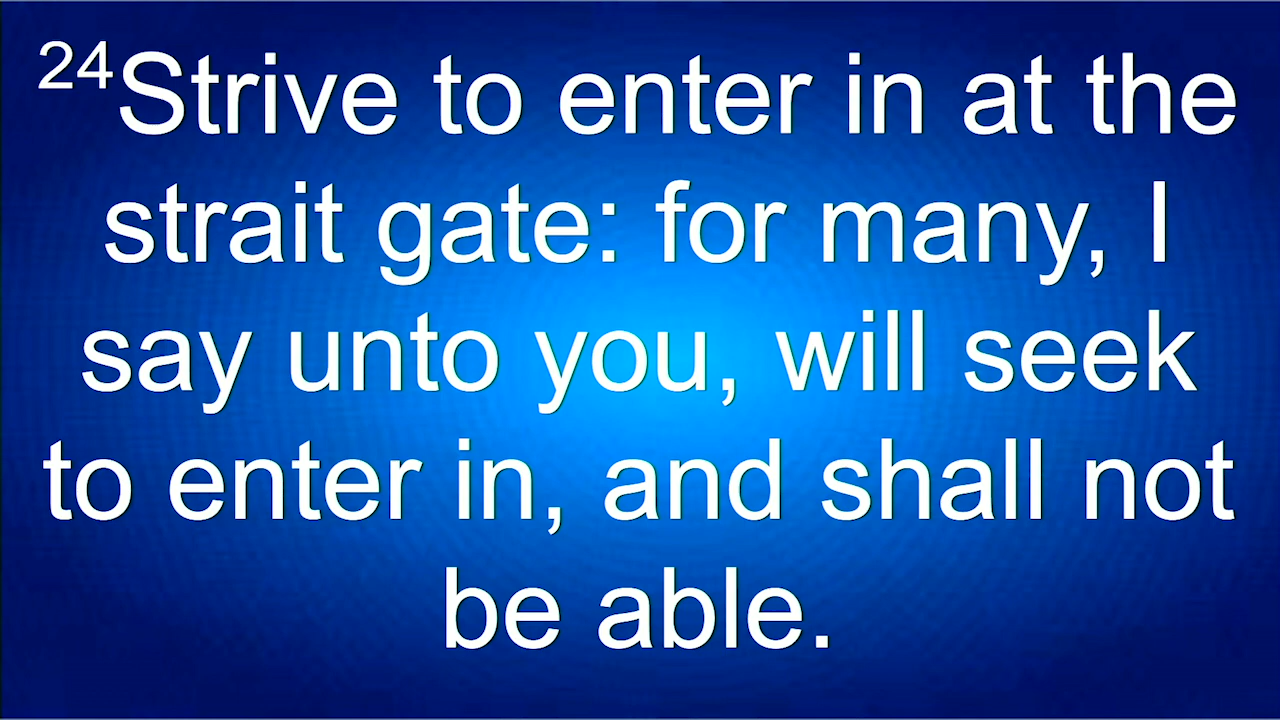 24Strive to enter in at the
strait gate: for many, I
say unto you, will seek
to enter in, and shall not
be able.